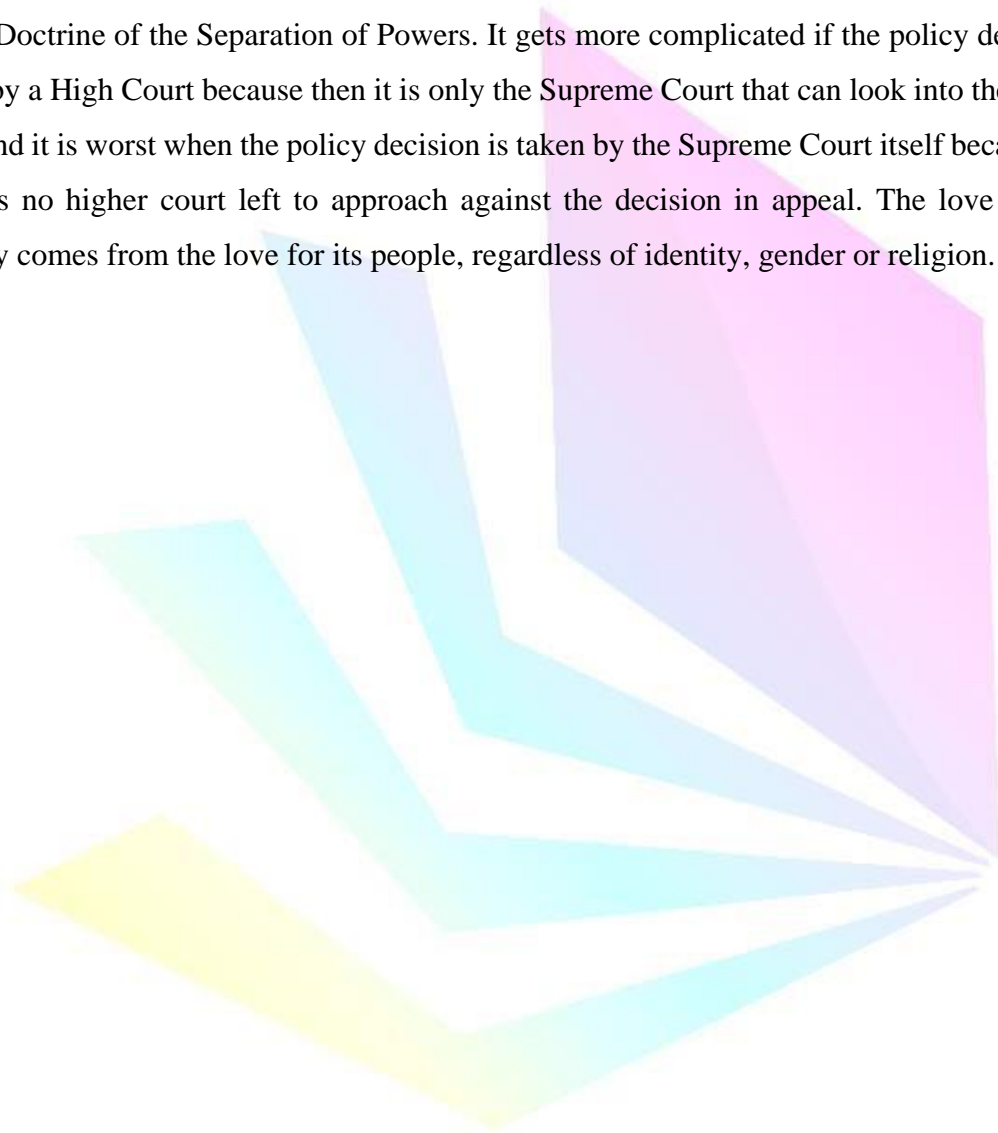 Doctrine of the Separation of Powers. It gets more complicated if the policy
by a High Court because then it is only the Supreme Court that can look into
it is worst when the policy decision is taken by the Supreme Court itself
no higher court left to approach against the decision in appeal. The love
comes from the love for its people, regardless of identity, gender or religion.